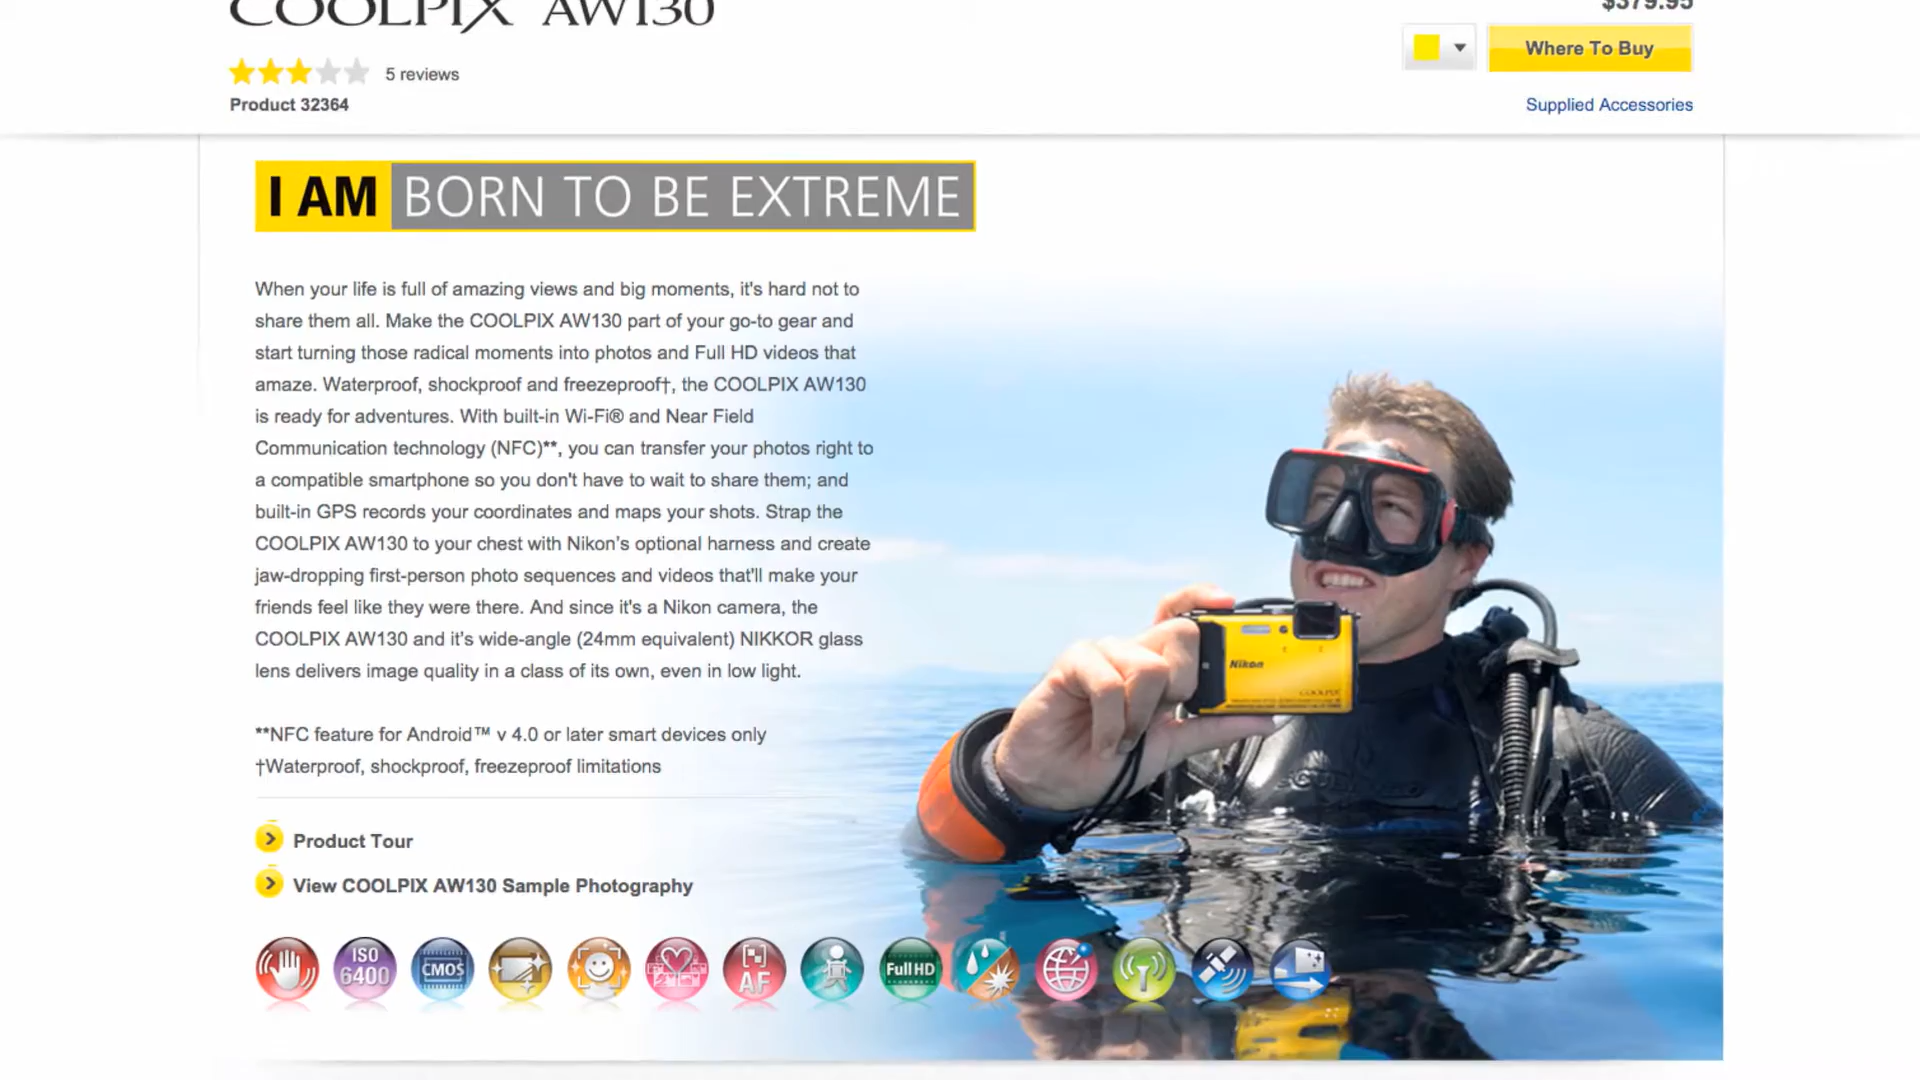 COOLPIX AW130
$379.95
5 reviews
Where To Buy
Product 32364
Supplied Accessories
I AM BORN TO BE EXTREME
When your life is full of amazing views and big moments, it's hard not to
share them all. Make the COOLPIX AW130 part of your go-to gear and
start turning those radical moments into photos and Full HD videos that
amaze. Waterproof, shockproof and freezeproof†, the COOLPIX AW130
is ready for adventures. With built-in Wi-Fi® and Near Field
Communication technology (NFC)**, you can transfer your photos right to
a compatible smartphone so you don't have to wait to share them; and
built-in GPS records your coordinates and maps your shots. Strap the
COOLPIX AW130 to your chest with Nikon's optional harness and create
jaw-dropping first-person photo sequences and videos that'll make your
friends feel like they were there. And since it's a Nikon camera, the
COOLPIX AW130 and it's wide-angle (24mm equivalent) NIKKOR glass
lens delivers image quality in a class of its own, even in low light.
**NFC feature for Android™ v 4.0 or later smart devices only
†Waterproof, shockproof, freezeproof limitations
Product Tour
View COOLPIX AW130 Sample Photography
Nikon
COOLPIX
ISO
6400
CMOS
AF
Full HD